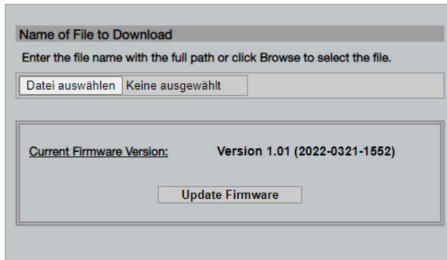 Name of File to Download
Enter the file name with the full path or click Browse to select the file.
Datei auswählen Keine ausgewählt
Current Firmware Version: Version 1.01 (2022-0321-1552)
Update Firmware